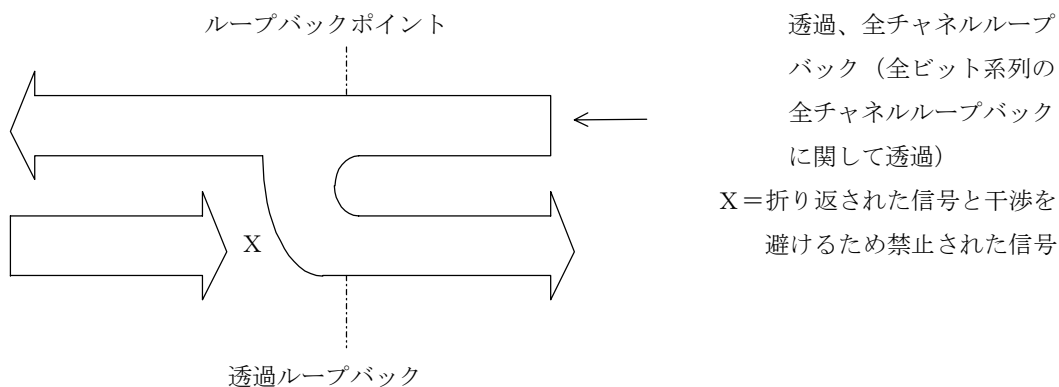 ループバックポイント
透過、全チャネルループ
バック（全ビット系列の
全チャネルループバック
に関して透過）
X＝折り返された信号と干渉を
避けるため禁止された信号
X
透過ループバック